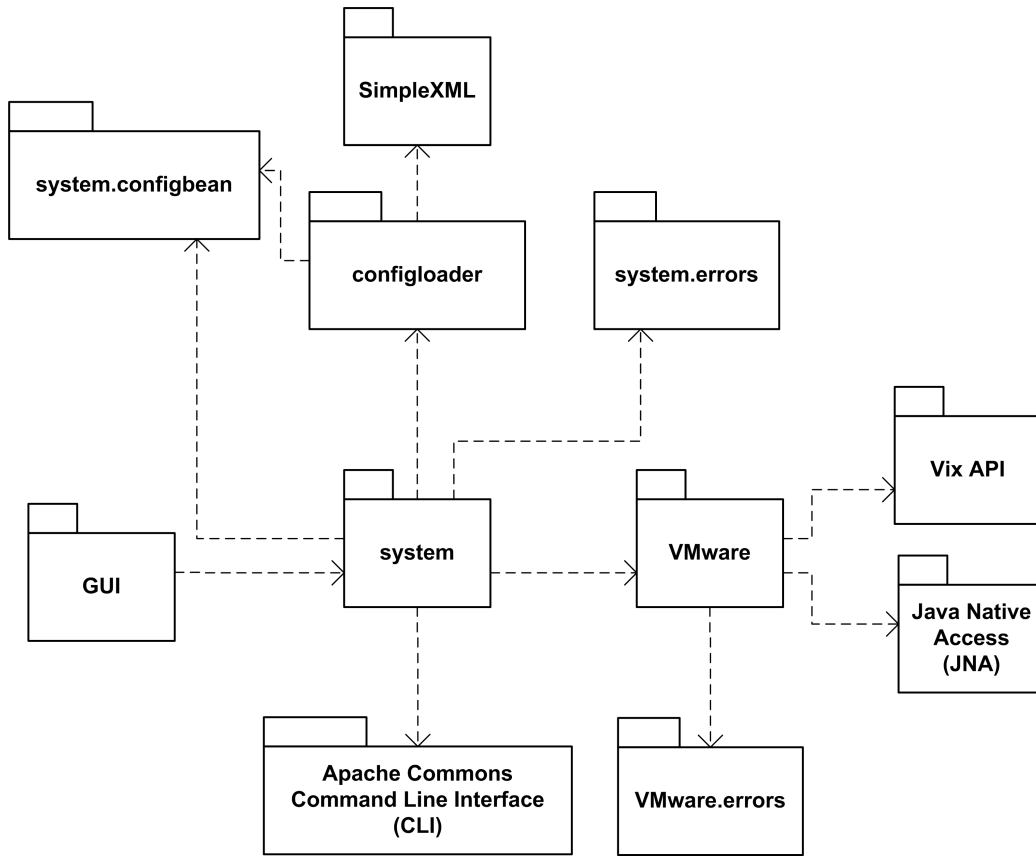 SimpleXML
system.configbean
configloader
system.errors
Vix API
system
VMware
GUI
Java Native
Access
(JNA)
Apache Commons
Command Line Interface
(CLI)
VMware.errors